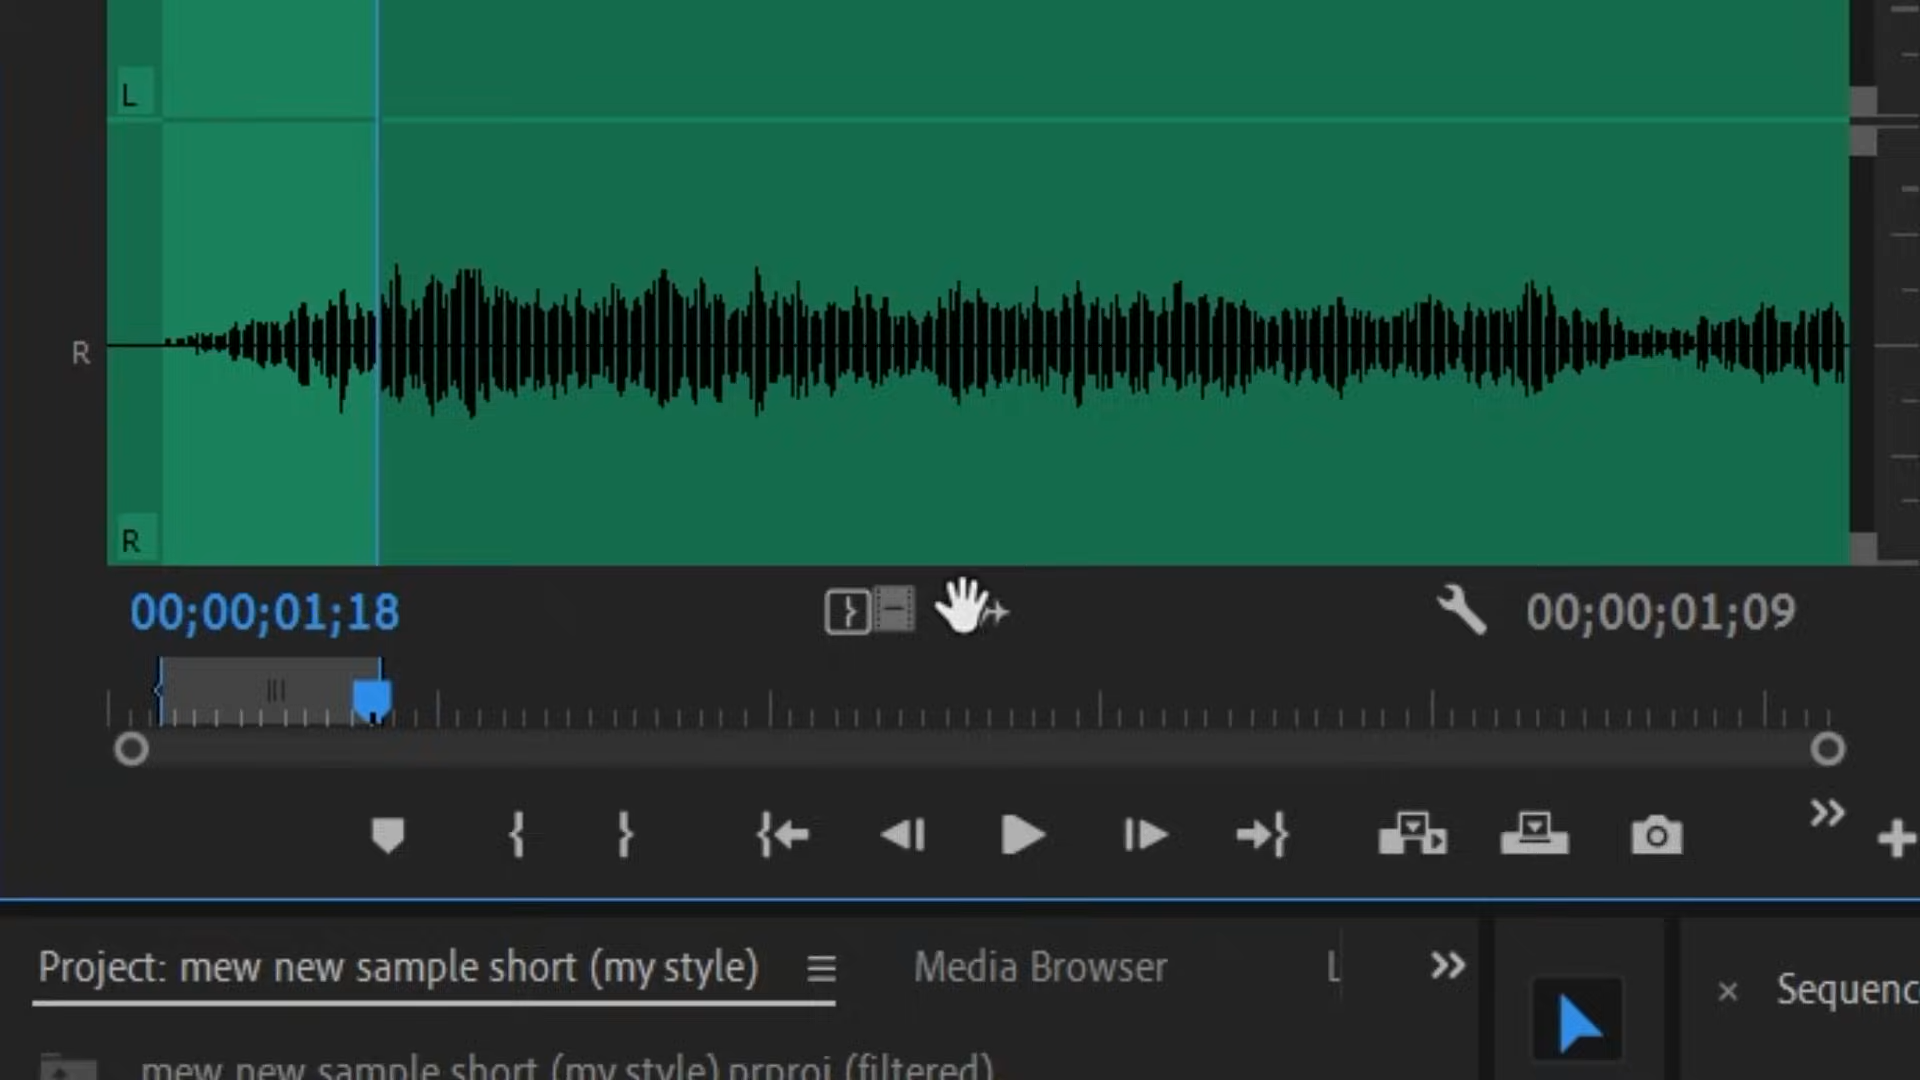 L
R
R
00;00;01;18
00;00;01;09
Project: mew new sample short (my style)
Media Browser
L
Sequenc
mew new sample short (my style).prproj (filtered)